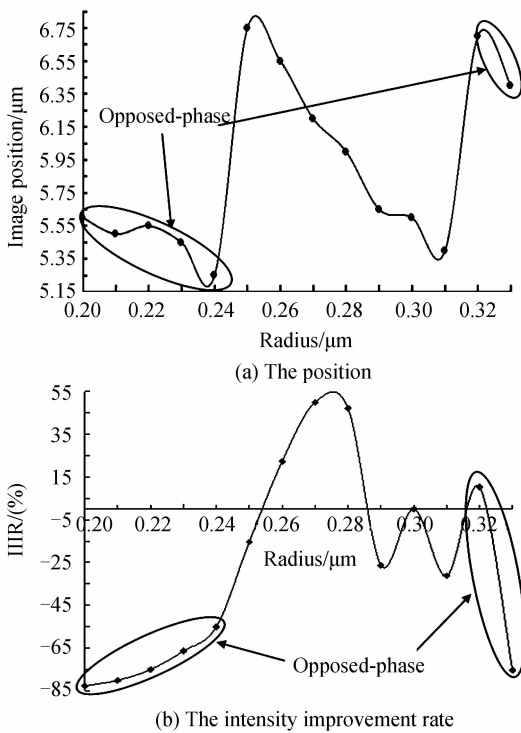 6.75
6.55
6.35
6.15
5.95
5.75
5.55
5.35
5.15
Image position/μm
Opposed-phase
0.20 0.22 0.24 0.26 0.28 0.30 0.32
Radius/μm
(a) The position
55
15
−5
−25
−45
−65
−85
IIIR/(%)
0.20 0.22 0.24 0.26 0.28 0.30 0.32
Radius/μm
Opposed-phase
(b) The intensity improvement rate